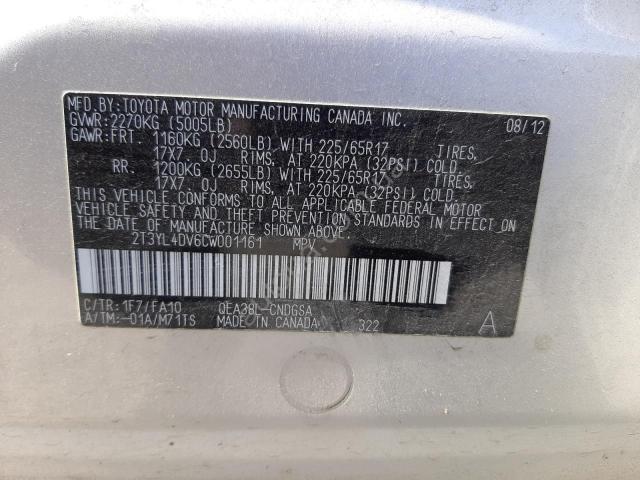 MFD.BY:TOYOTA MOTOR MANUFACTURING CANADA INC. 08/12
GVWR:2270KG (5005LB)
GAWR:FRT. 1160KG (2560LB) WITH 225/65R17 TIRES,
17X7. 0J RIMS, AT 220KPA (32PSI) COLD.
RR. 1200KG (2655LB) WITH 225/65R17 TIRES,
17X7. 0J RIMS, AT 220KPA (32PSI) COLD.
THIS VEHICLE CONFORMS TO ALL APPLICABLE FEDERAL MOTOR
VEHICLE SAFETY AND THEFT PREVENTION STANDARDS IN EFFECT ON
THE DATE OF MANUFACTURE SHOWN ABOVE.
2T3YL4DV6CW001161 MPV
C/TR:1F7/FA10 QEA38L-CNDGSA
A/TM:-01A/M71TS MADE IN CANADA 322 A